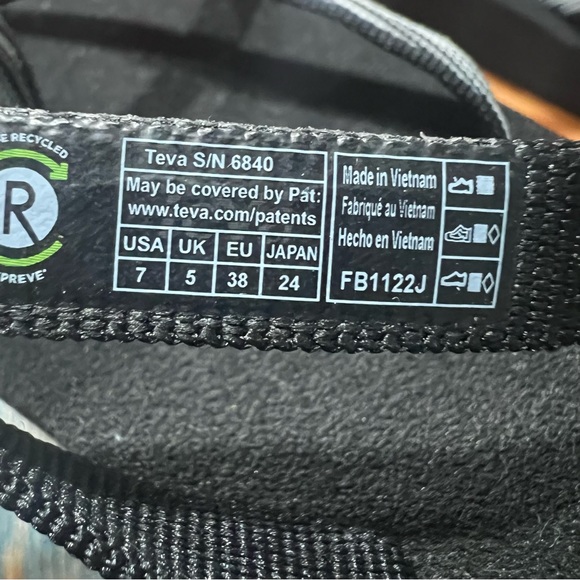 RECYCLED
R
REPREVE®
Teva S/N 6840
May be covered by Pat:
www.teva.com/patents
USA UK EU JAPAN
7 5 38 24
Made in Vietnam
Fabriqué au Vietnam
Hecho en Vietnam
FB1122J